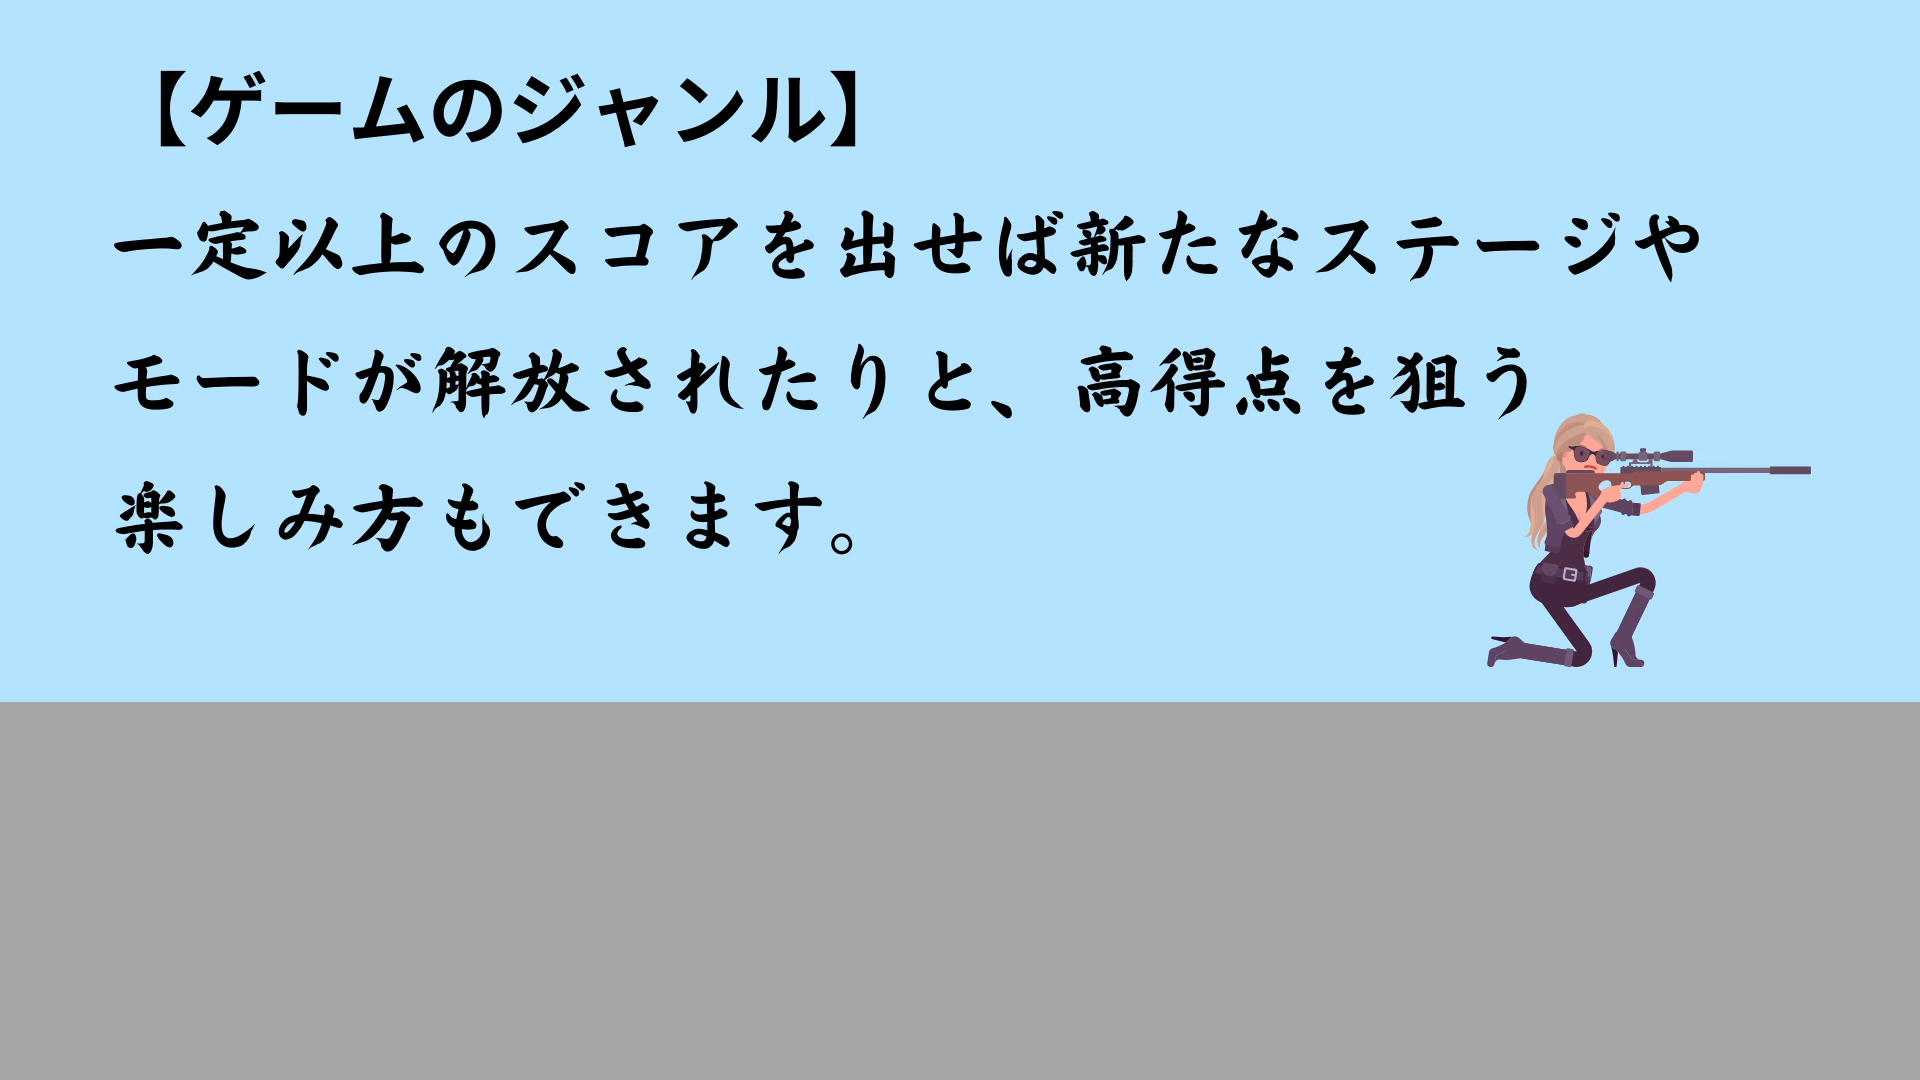 【ゲームのジャンル】
一定以上のスコアを出せば新たなステージや
モードが解放されたりと、高得点を狙う
楽しみ方もできます。